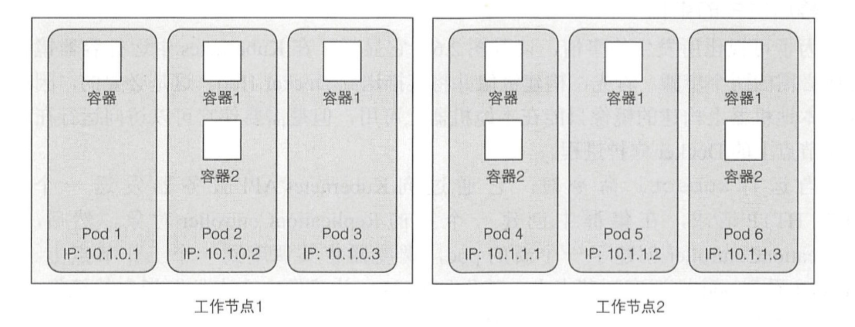 容器
容器1
容器1
容器2
Pod 1
IP: 10.1.0.1
Pod 2
IP: 10.1.0.2
Pod 3
IP: 10.1.0.3
工作节点1
容器
容器1
容器1
容器2
容器2
Pod 4
IP: 10.1.1.1
Pod 5
IP: 10.1.1.2
Pod 6
IP: 10.1.1.3
工作节点2